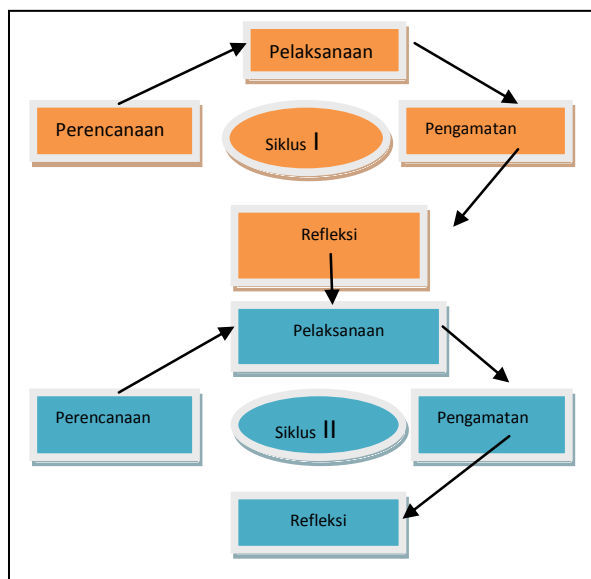 Pelaksanaan
Perencanaan
Siklus I
Pengamatan
Refleksi
Pelaksanaan
Perencanaan
Siklus II
Pengamatan
Refleksi